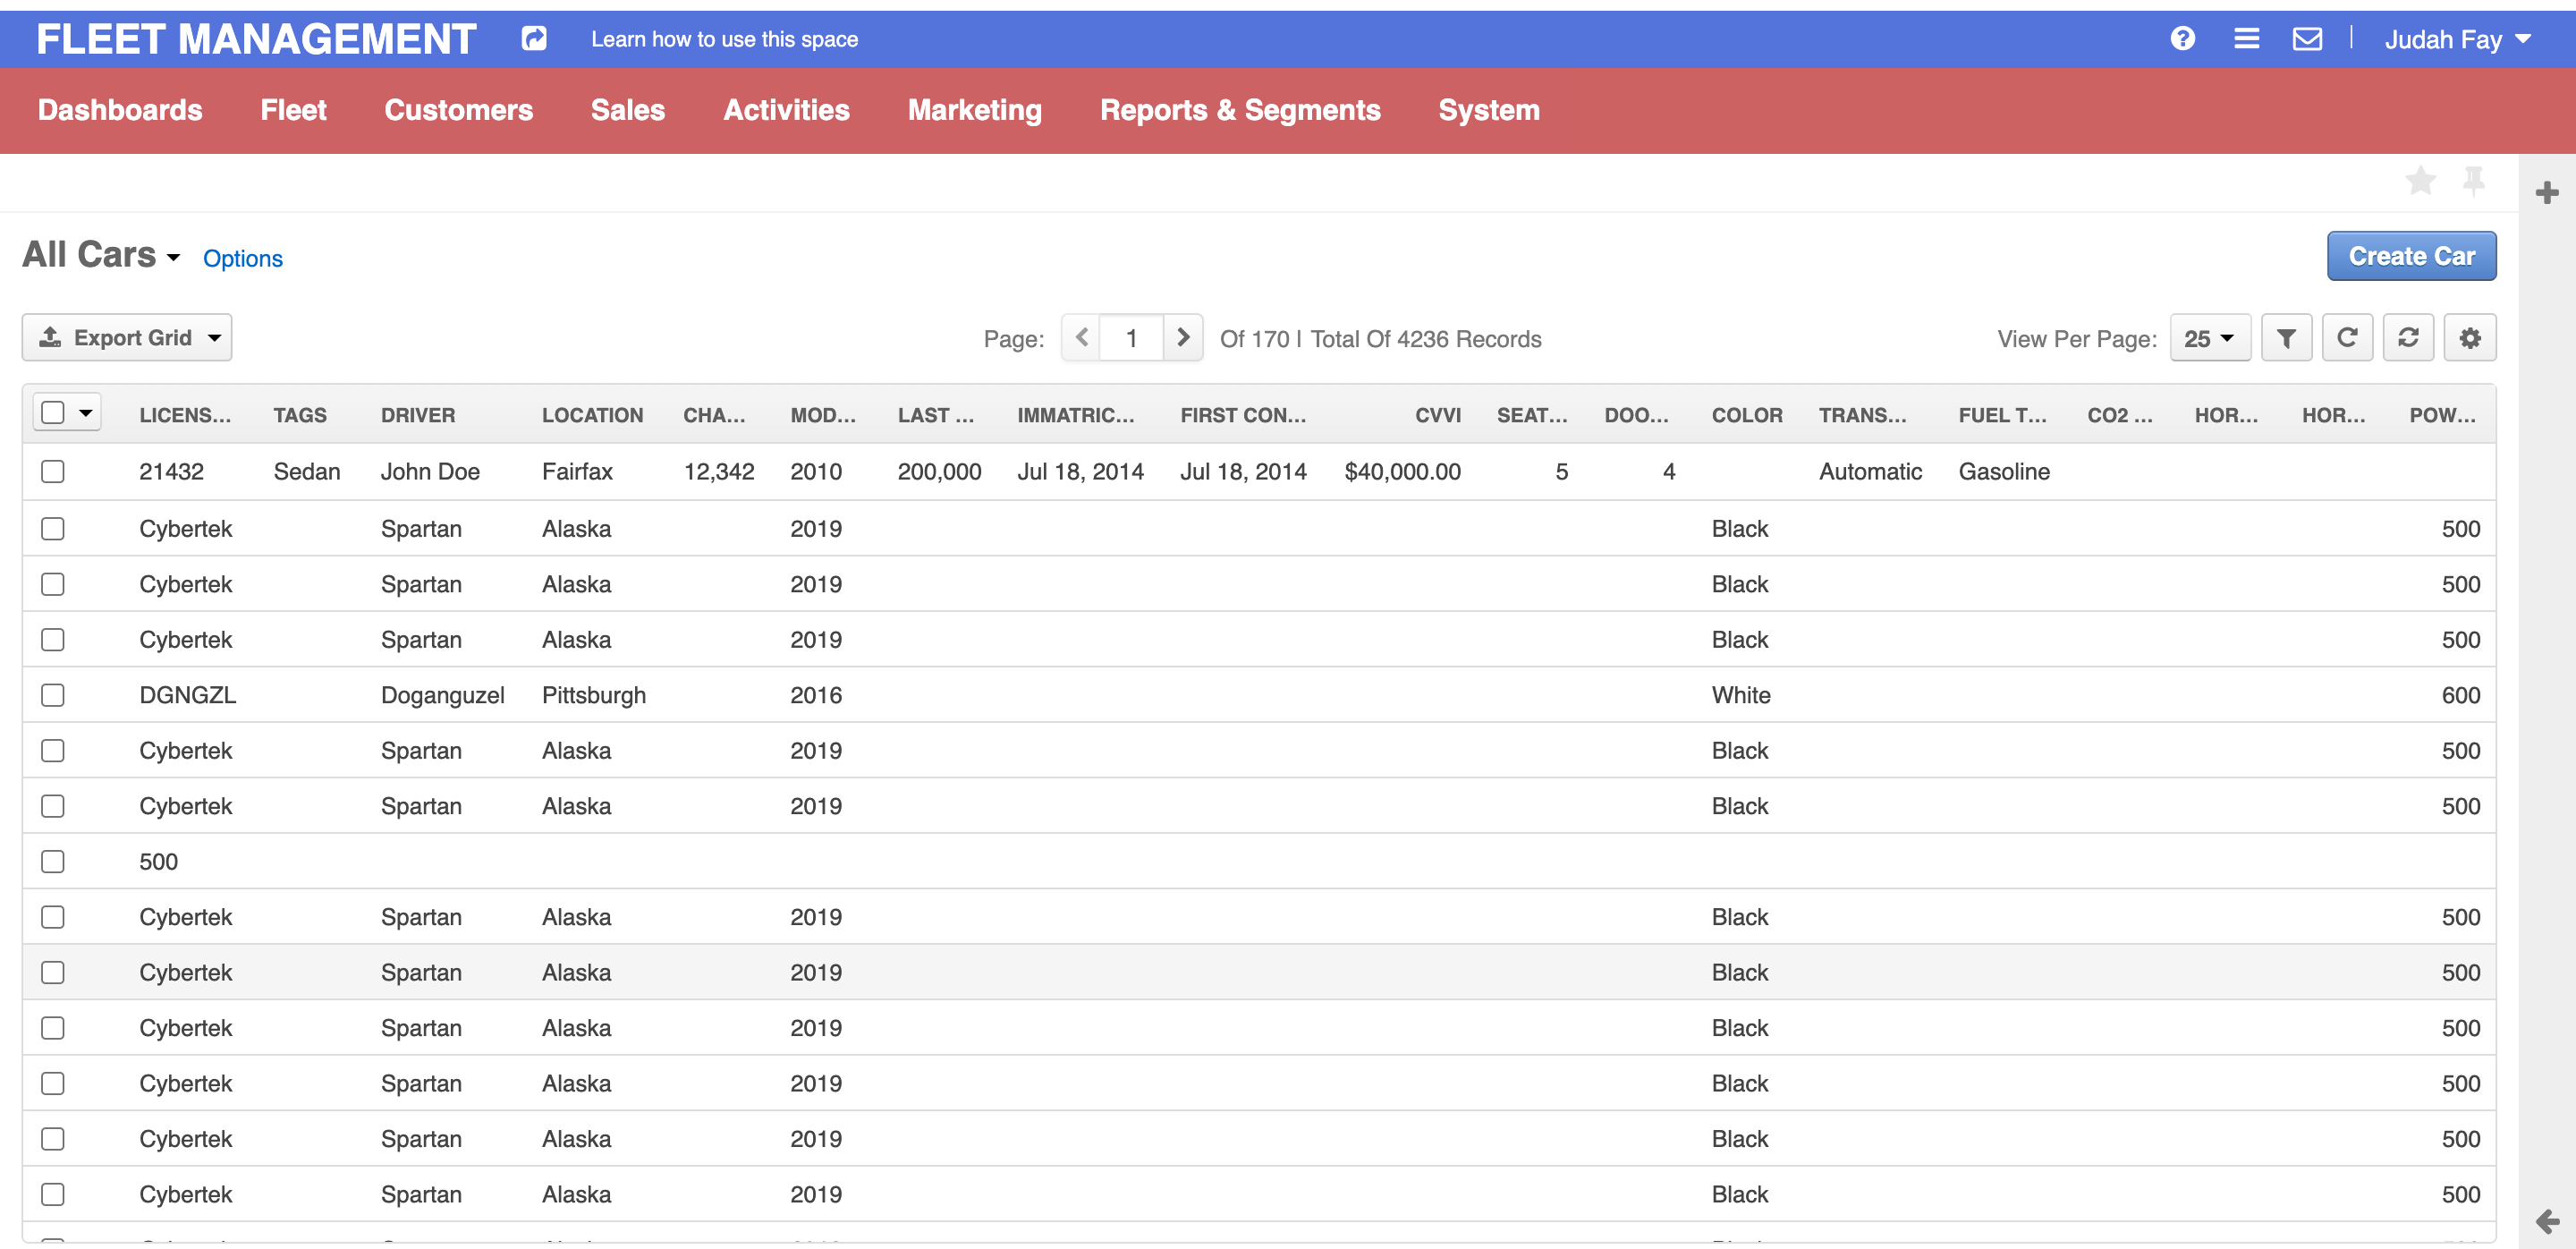 FLEET MANAGEMENT Learn how to use this space Judah Fay
Dashboards Fleet Customers Sales Activities Marketing Reports & Segments System
All Cars Options Create Car
Export Grid Page: 1 Of 170 | Total Of 4236 Records View Per Page: 25
LICENS... TAGS DRIVER LOCATION CHA... MOD... LAST ... IMMATRIC... FIRST CON... CVVI SEAT... DOO... COLOR TRANS... FUEL T... CO2 ... HOR... HOR... POW...
21432 Sedan John Doe Fairfax 12,342 2010 200,000 Jul 18, 2014 Jul 18, 2014 $40,000.00 5 4 Automatic Gasoline
Cybertek Spartan Alaska 2019 Black 500
Cybertek Spartan Alaska 2019 Black 500
Cybertek Spartan Alaska 2019 Black 500
DGNGZL Doganguzel Pittsburgh 2016 White 600
Cybertek Spartan Alaska 2019 Black 500
Cybertek Spartan Alaska 2019 Black 500
500
Cybertek Spartan Alaska 2019 Black 500
Cybertek Spartan Alaska 2019 Black 500
Cybertek Spartan Alaska 2019 Black 500
Cybertek Spartan Alaska 2019 Black 500
Cybertek Spartan Alaska 2019 Black 500
Cybertek Spartan Alaska 2019 Black 500